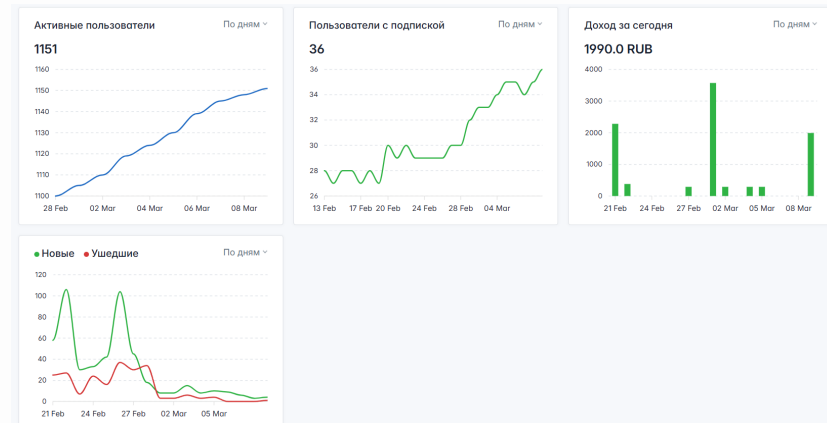 Активные пользователи
По дням
1151
1160
1150
1140
1130
1120
1110
1100
28 Feb 02 Mar 04 Mar 06 Mar 08 Mar
Пользователи с подпиской
По дням
36
36
34
32
30
28
26
13 Feb 17 Feb 20 Feb 24 Feb 28 Feb 04 Mar
Доход за сегодня
По дням
1990.0 RUB
4000
3000
2000
1000
0
21 Feb 24 Feb 27 Feb 02 Mar 05 Mar 08 Mar
Новые Ушедшие
По дням
120
100
80
60
40
20
0
21 Feb 24 Feb 27 Feb 02 Mar 05 Mar